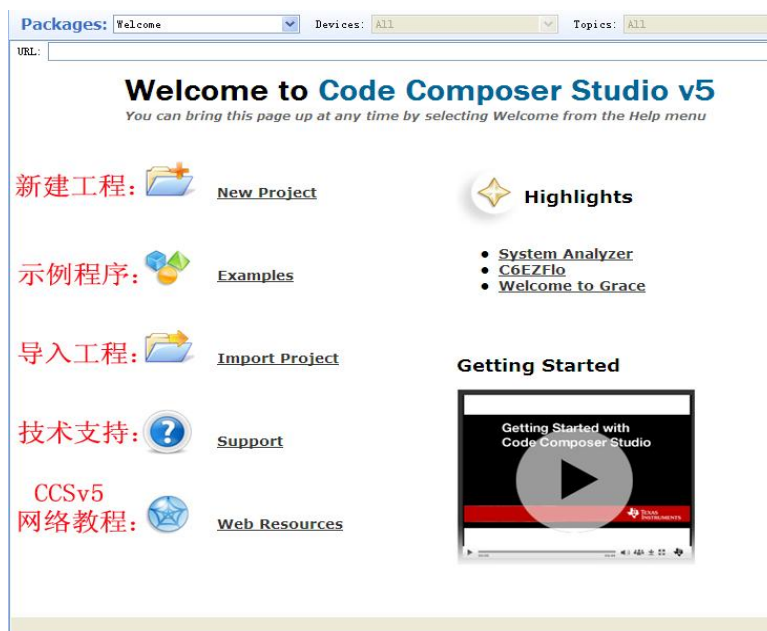 Packages: Welcome Devices: All Topics: All
URL:
Welcome to Code Composer Studio v5
You can bring this page up at any time by selecting Welcome from the Help menu
新建工程: New Project
Highlights
示例程序: Examples
System Analyzer
C6EZFlo
Welcome to Grace
导入工程: Import Project
Getting Started
Getting Started with
Code Composer Studio
技术支持: Support
CCSv5
网络教程: Web Resources
TEXAS
INSTRUMENTS